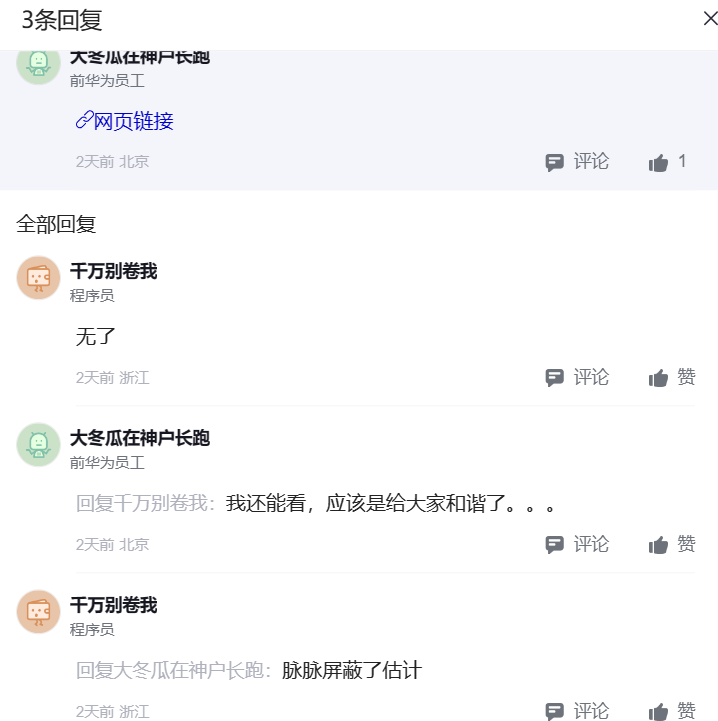 3条回复
大冬瓜在神户长跑
前华为员工
网页链接
2天前 北京
评论 1
全部回复
千万别卷我
程序员
无了
2天前 浙江
评论 赞
大冬瓜在神户长跑
前华为员工
回复千万别卷我：我还能看，应该是给大家和谐了。。。
2天前 北京
评论 赞
千万别卷我
程序员
回复大冬瓜在神户长跑：脉脉屏蔽了估计
2天前 浙江
评论 赞